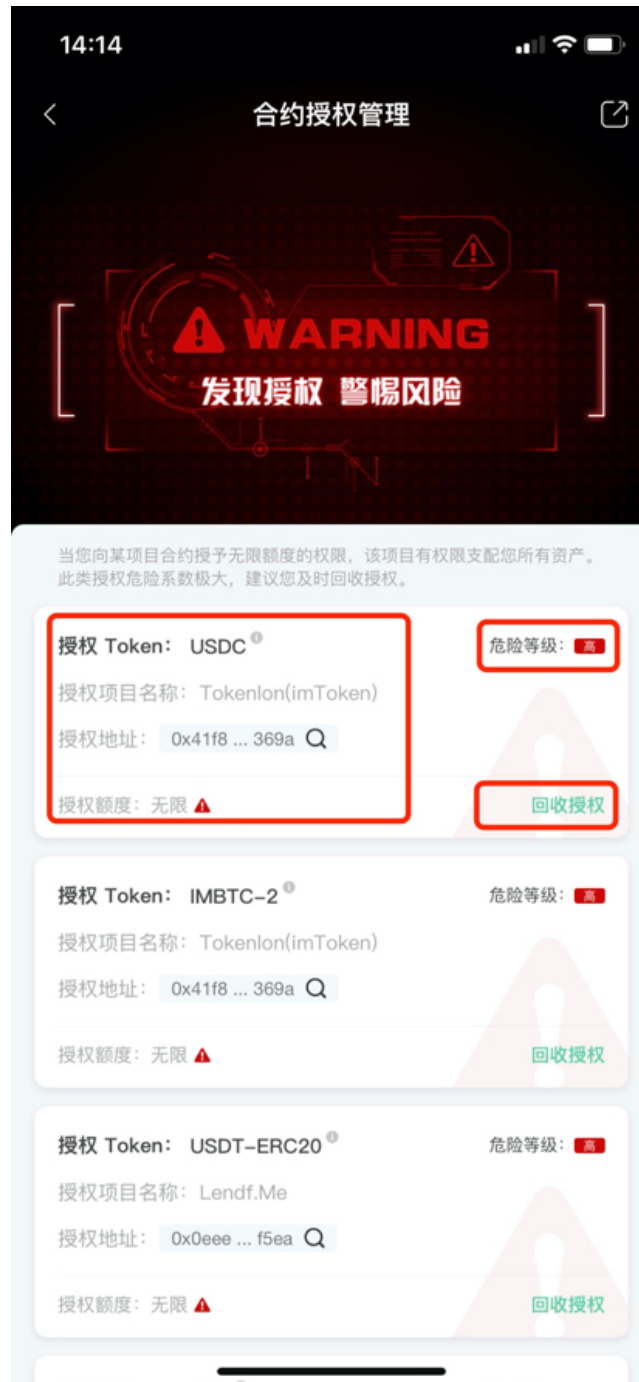 14:14
合约授权管理
WARNING
发现授权 警惕风险
当您向某项目合约授予无限额度的权限，该项目有权限支配您所有资产。
此类授权危险系数极大，建议您及时回收授权。
授权 Token： USDC
危险等级： 高
授权项目名称：Tokenlon(imToken)
授权地址： 0x41f8 ... 369a
授权额度：无限
回收授权
授权 Token： IMBTC-2
危险等级： 高
授权项目名称：Tokenlon(imToken)
授权地址： 0x41f8 ... 369a
授权额度：无限
回收授权
授权 Token： USDT-ERC20
危险等级： 高
授权项目名称：Lendf.Me
授权地址： 0x0eee ... f5ea
授权额度：无限
回收授权